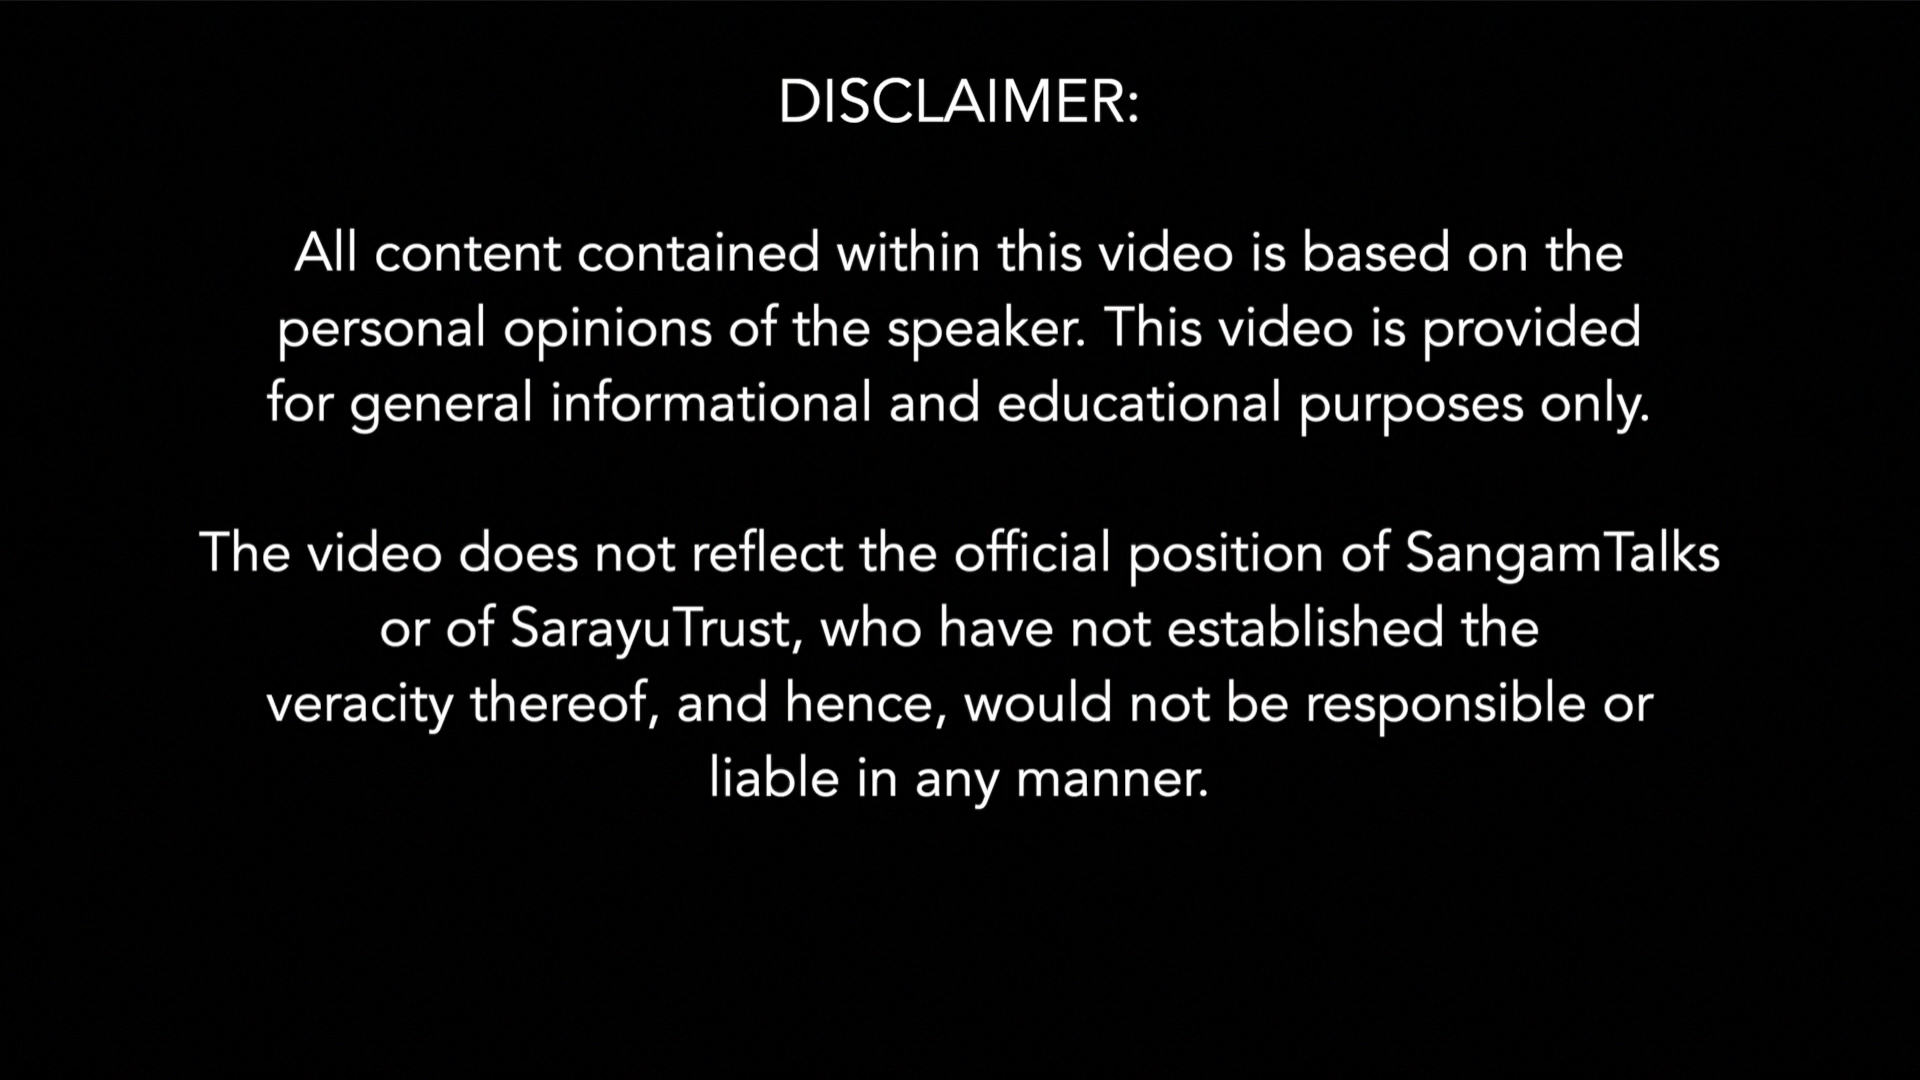 DISCLAIMER:
All content contained within this video is based on the
personal opinions of the speaker. This video is provided
for general informational and educational purposes only.
The video does not reflect the official position of SangamTalks
or of SarayuTrust, who have not established the
veracity thereof, and hence, would not be responsible or
liable in any manner.